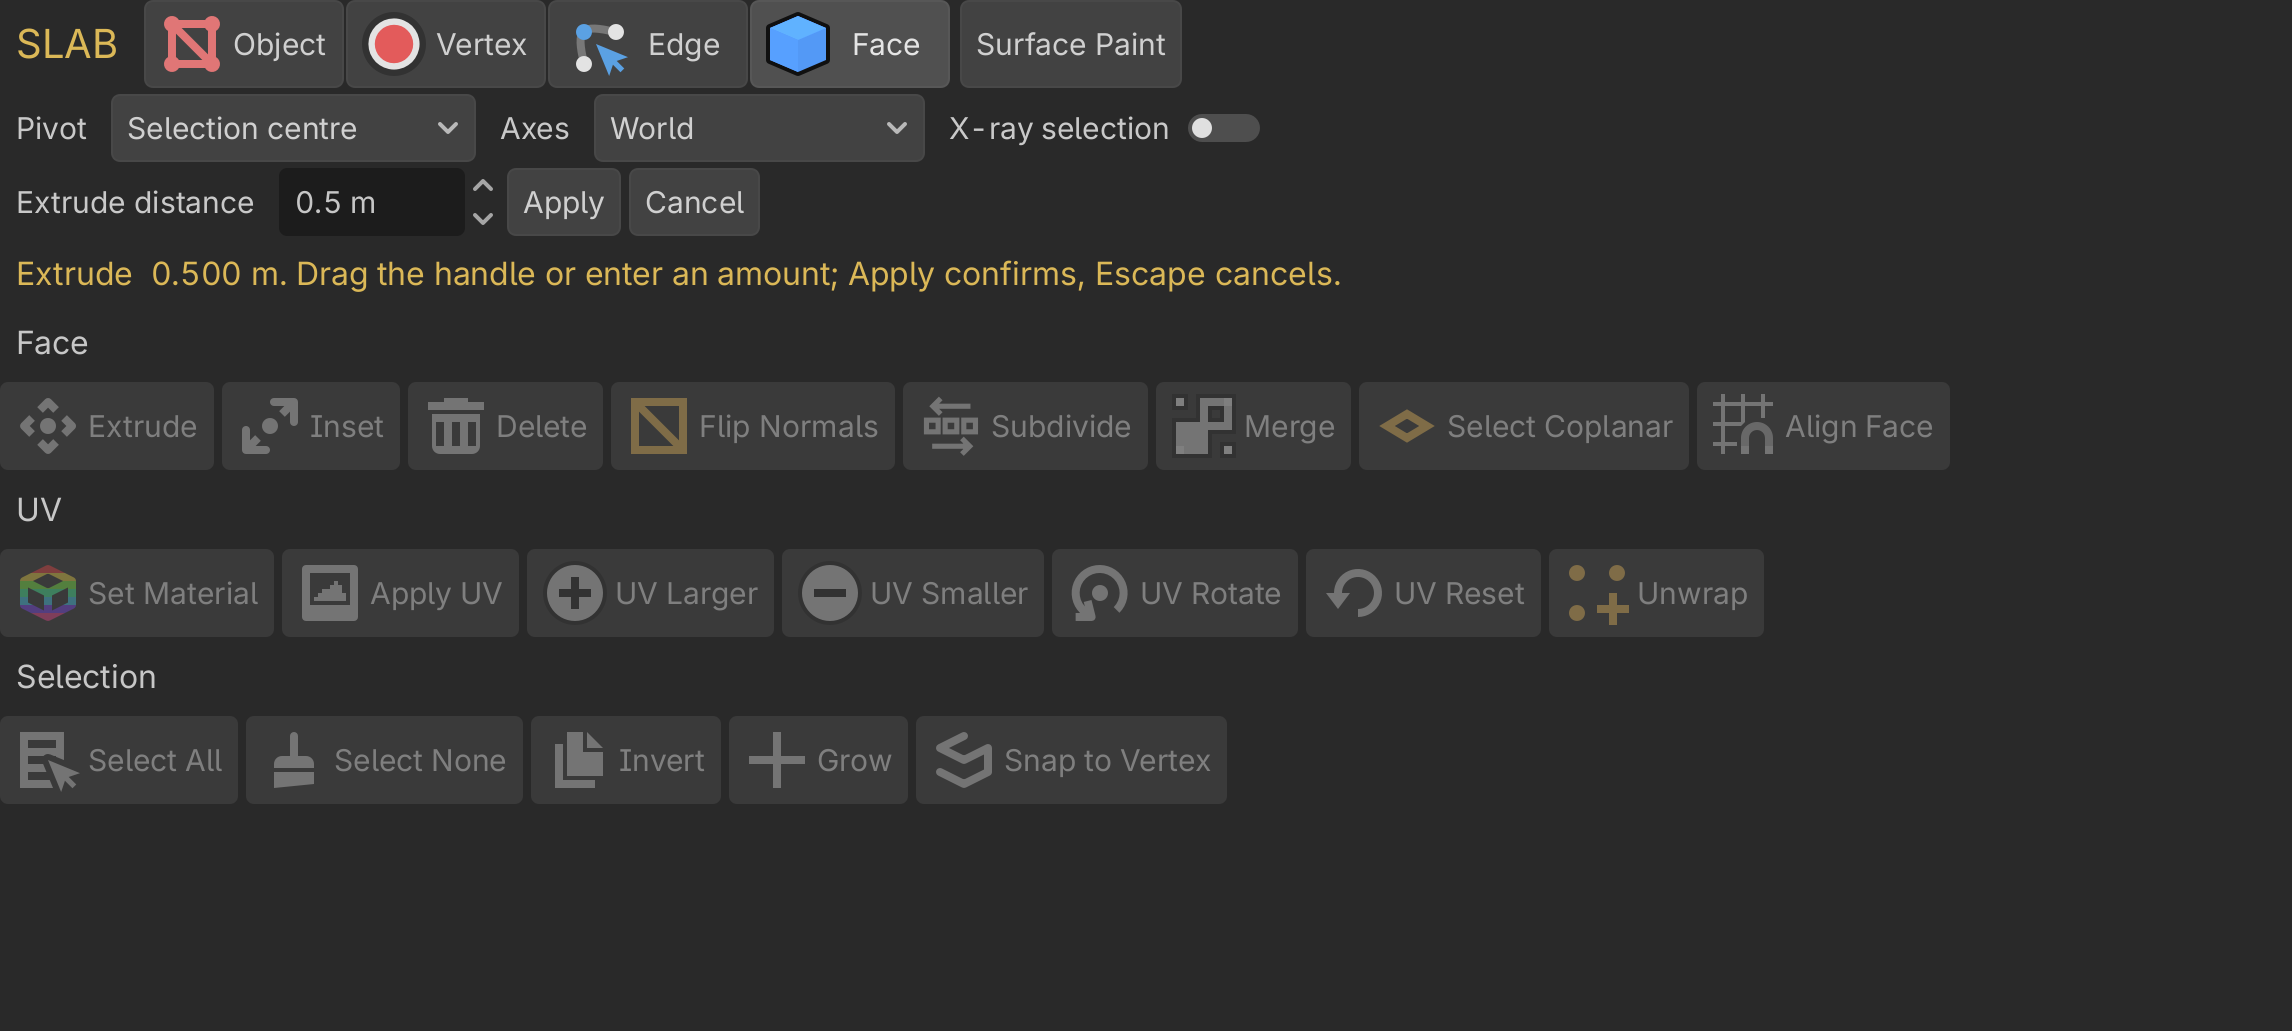 SLAB Object Vertex Edge Face Surface Paint
Pivot Selection centre Axes World X-ray selection
Extrude distance 0.5 m Apply Cancel
Extrude 0.500 m. Drag the handle or enter an amount; Apply confirms, Escape cancels.
Face
Extrude Inset Delete Flip Normals Subdivide Merge Select Coplanar Align Face
UV
Set Material Apply UV UV Larger UV Smaller UV Rotate UV Reset Unwrap
Selection
Select All Select None Invert Grow Snap to Vertex